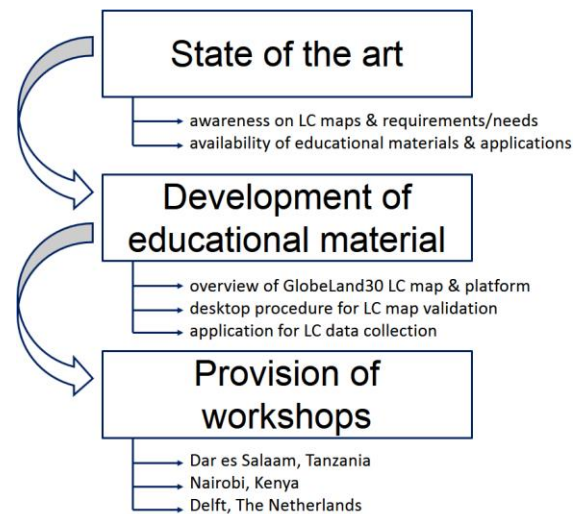 State of the art
awareness on LC maps & requirements/needs
availability of educational materials & applications
Development of
educational material
overview of GlobeLand30 LC map & platform
desktop procedure for LC map validation
application for LC data collection
Provision of
workshops
Dar es Salaam, Tanzania
Nairobi, Kenya
Delft, The Netherlands